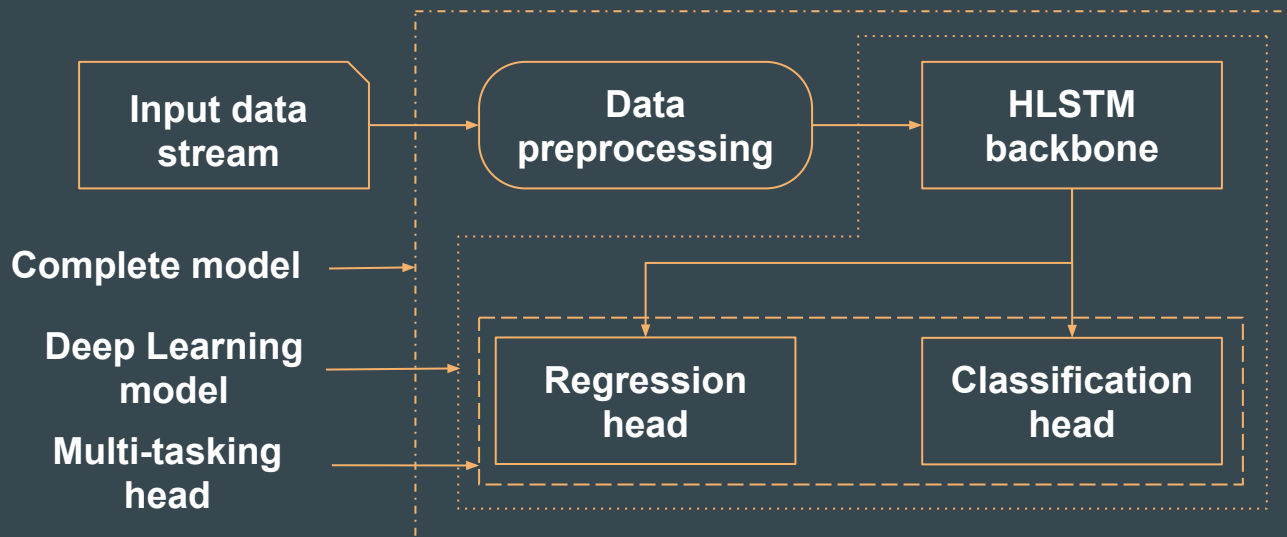 Input data
stream
Data
preprocessing
HLSTM
backbone
Complete model
Deep Learning
model
Regression
head
Classification
head
Multi-tasking
head